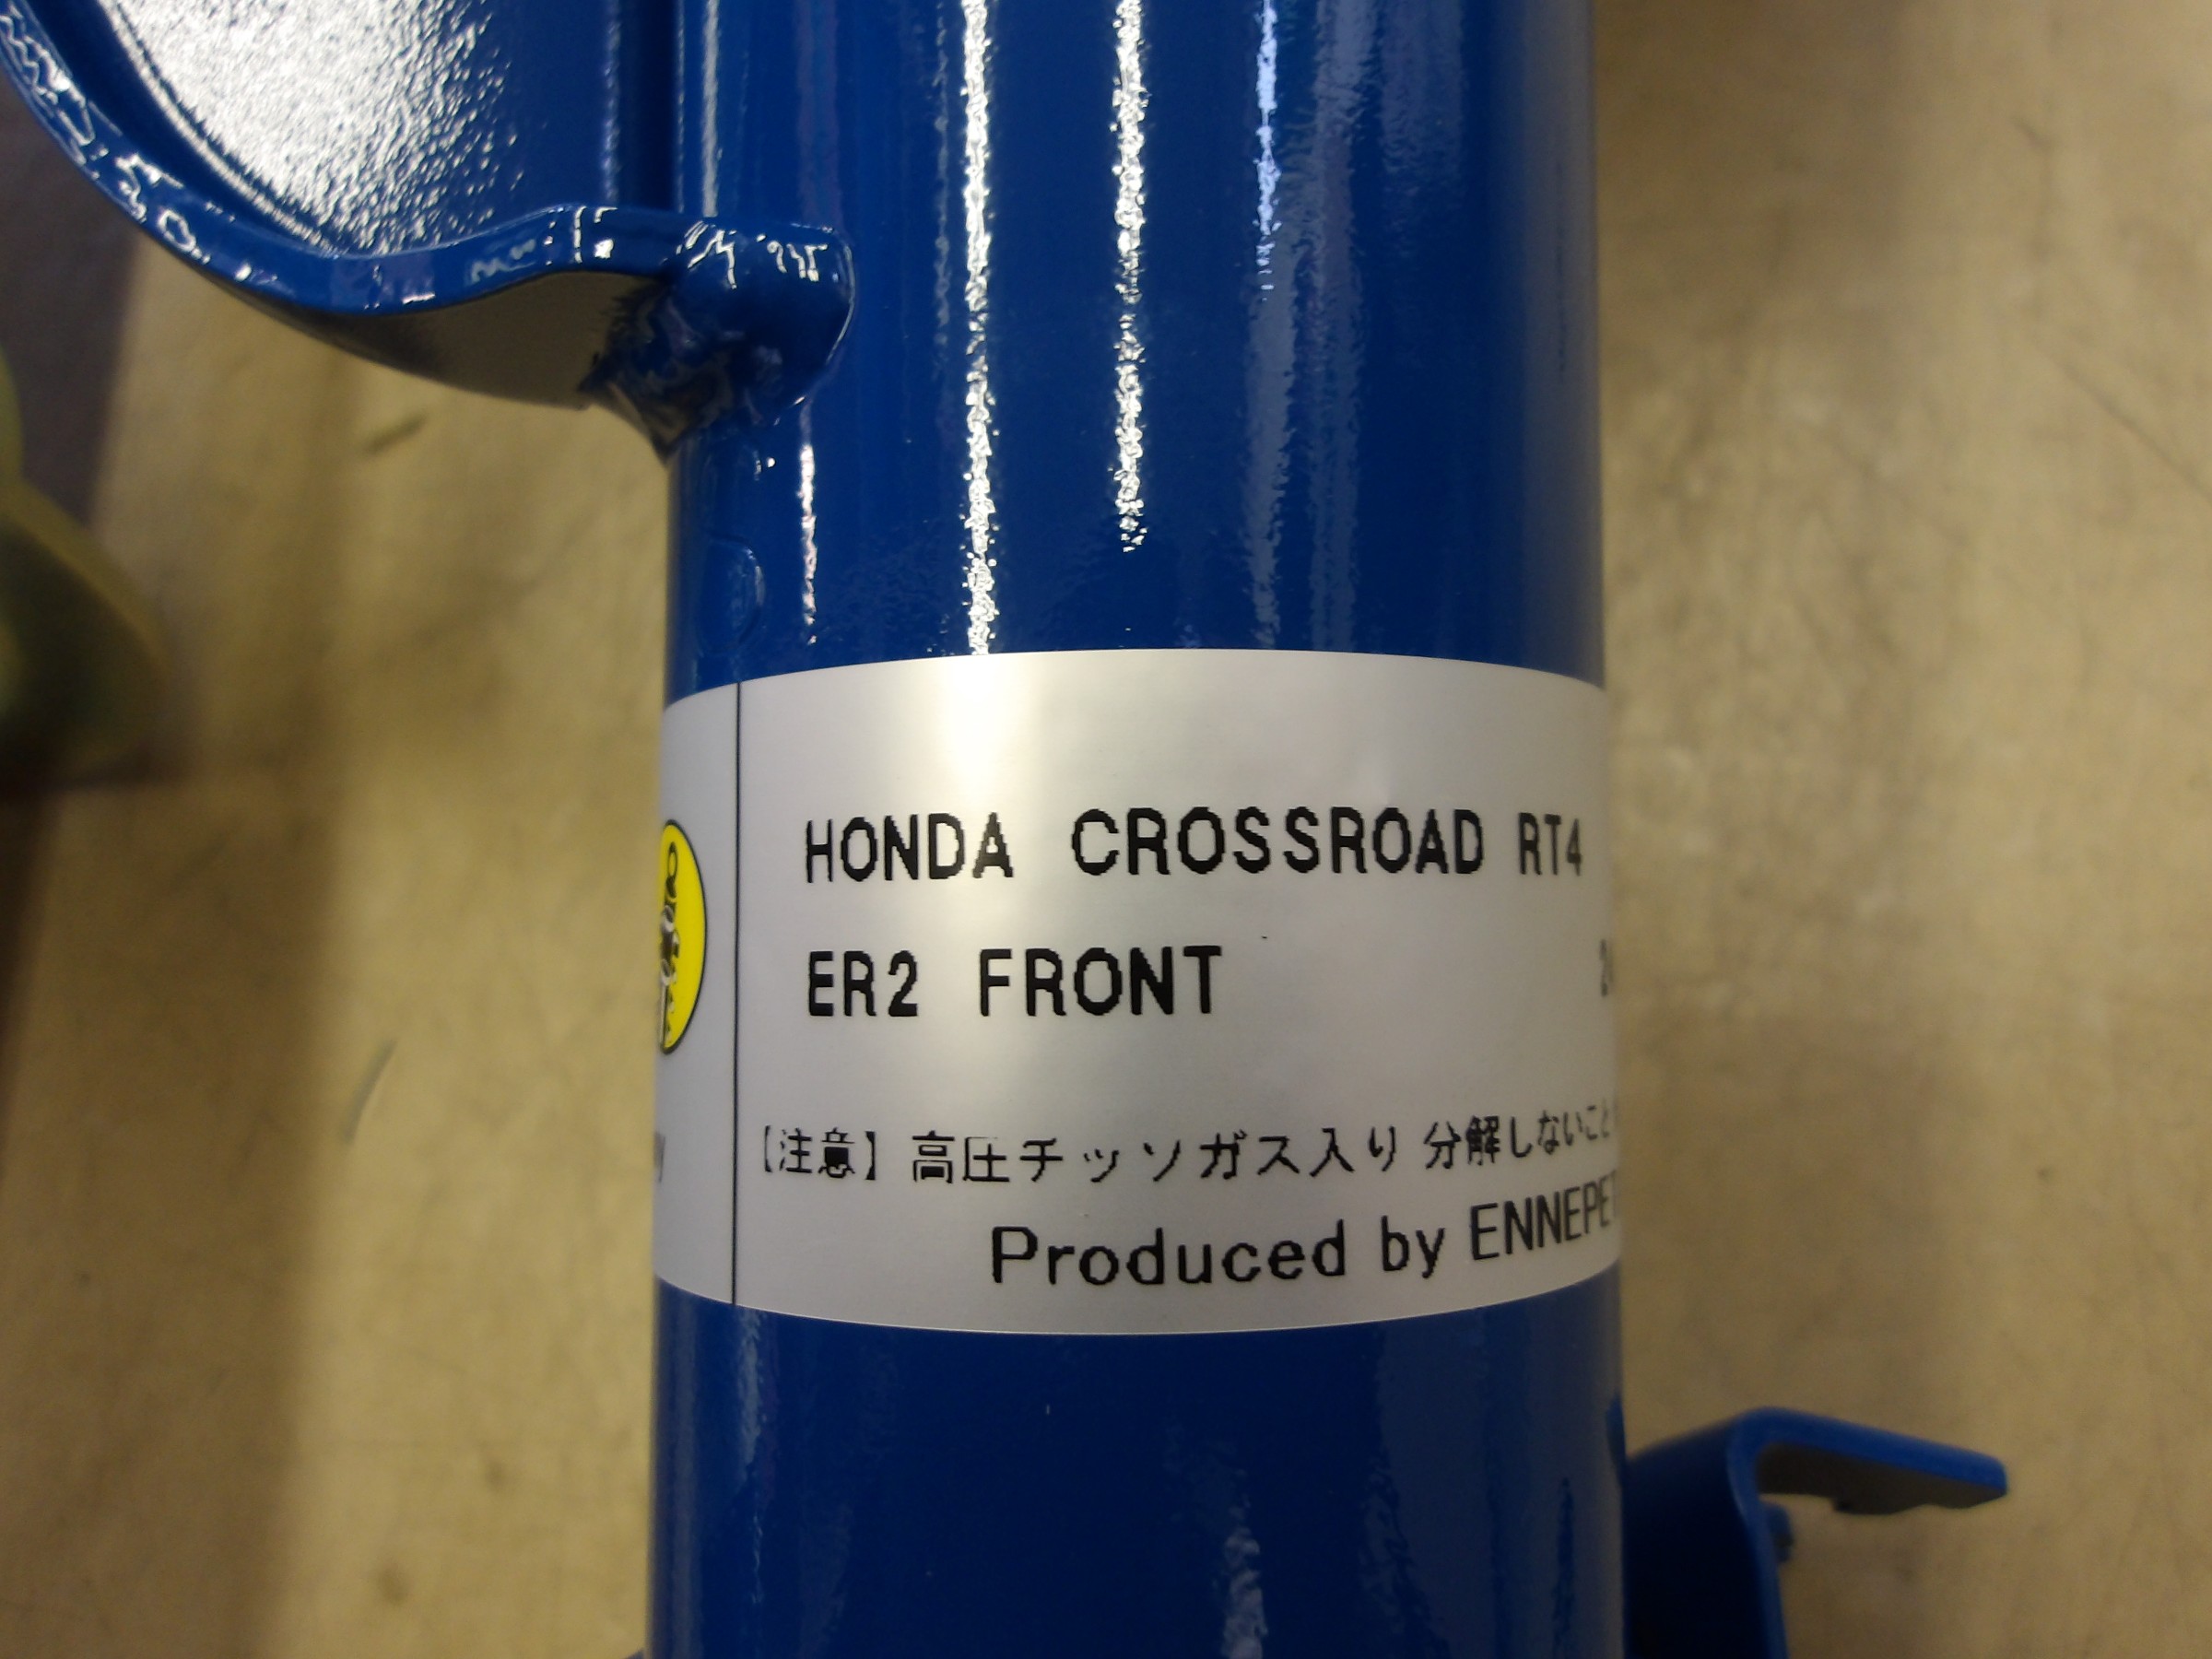 HONDA CROSSROAD RT4
ER2 FRONT
【注意】高圧チッソガス入り 分解しないこと
Produced by